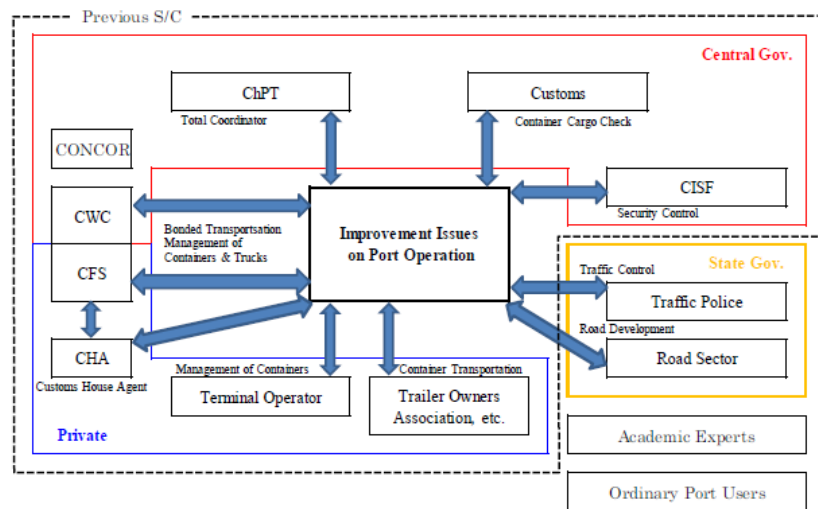 Previous S/C
Central Gov.
ChPT
Total Coordinator
Customs
Container Cargo Check
CONCOR
CISF
Security Control
CWC
Bonded Transportsation
Management of
Containers & Trucks
Improvement Issues
on Port Operation
CFS
State Gov.
Traffic Control
Traffic Police
Road Development
Road Sector
CHA
Customs House Agent
Management of Containers
Terminal Operator
Container Transportation
Trailer Owners
Association, etc.
Private
Academic Experts
Ordinary Port Users